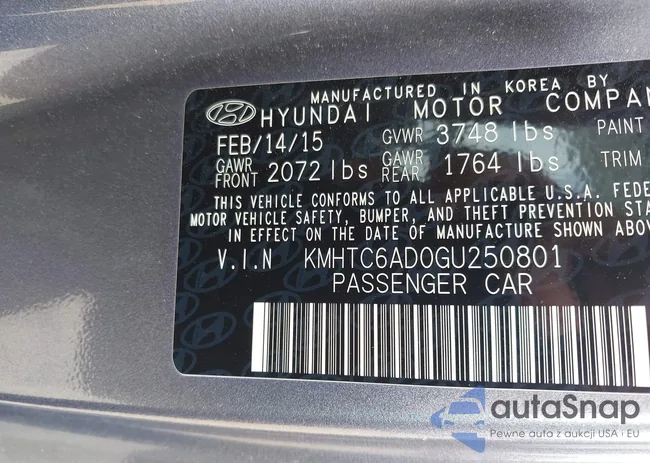 MANUFACTURED IN KOREA BY
HYUNDAI MOTOR COMPAN
FEB/14/15 GVWR 3748 lbs PAINT
GAWR FRONT 2072 lbs GAWR REAR 1764 lbs TRIM
THIS VEHICLE CONFORMS TO ALL APPLICABLE U.S.A. FEDE
MOTOR VEHICLE SAFETY, BUMPER, AND THEFT PREVENTION STA
IN EFFECT ON THE DATE OF MANUFACTURE SHOWN ABOV
V.I.N KMHTC6AD0GU250801
PASSENGER CAR
autaSnap
Pewne auta z aukcji USA i EU